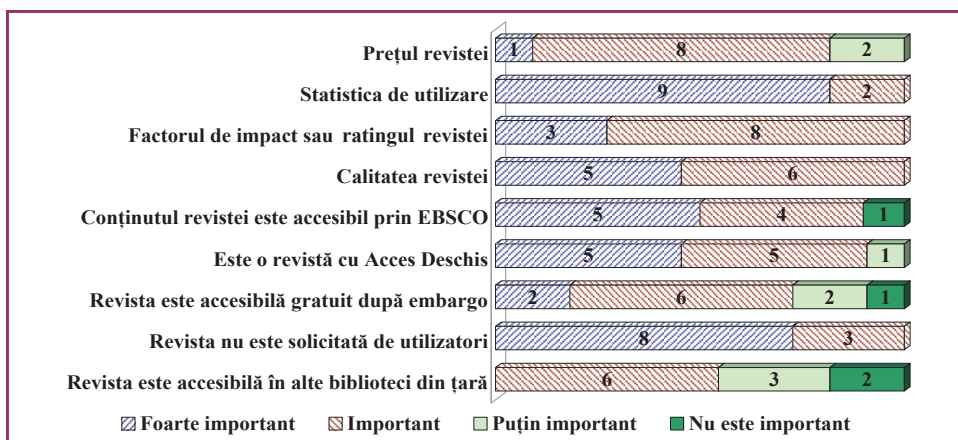 Prețul revistei 1 8 2
Statistica de utilizare 9 2
Factorul de impact sau ratingul revistei 3 8
Calitatea revistei 5 6
Conținutul revistei este accesibil prin EBSCO 5 4 1
Este o revistă cu Acces Deschis 5 5 1
Revista este accesibilă gratuit după embargo 2 6 2 1
Revista nu este solicitată de utilizatori 8 3
Revista este accesibilă în alte biblioteci din țară 6 3 2
Foarte important Important Puțin important Nu este important